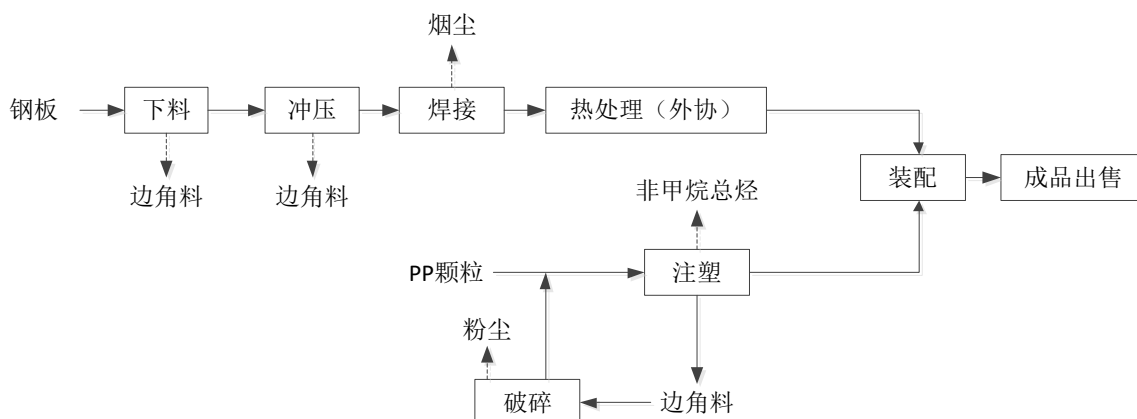 烟尘
钢板
下料
冲压
焊接
热处理（外协）
边角料
边角料
装配
成品出售
非甲烷总烃
PP颗粒
注塑
粉尘
破碎
边角料